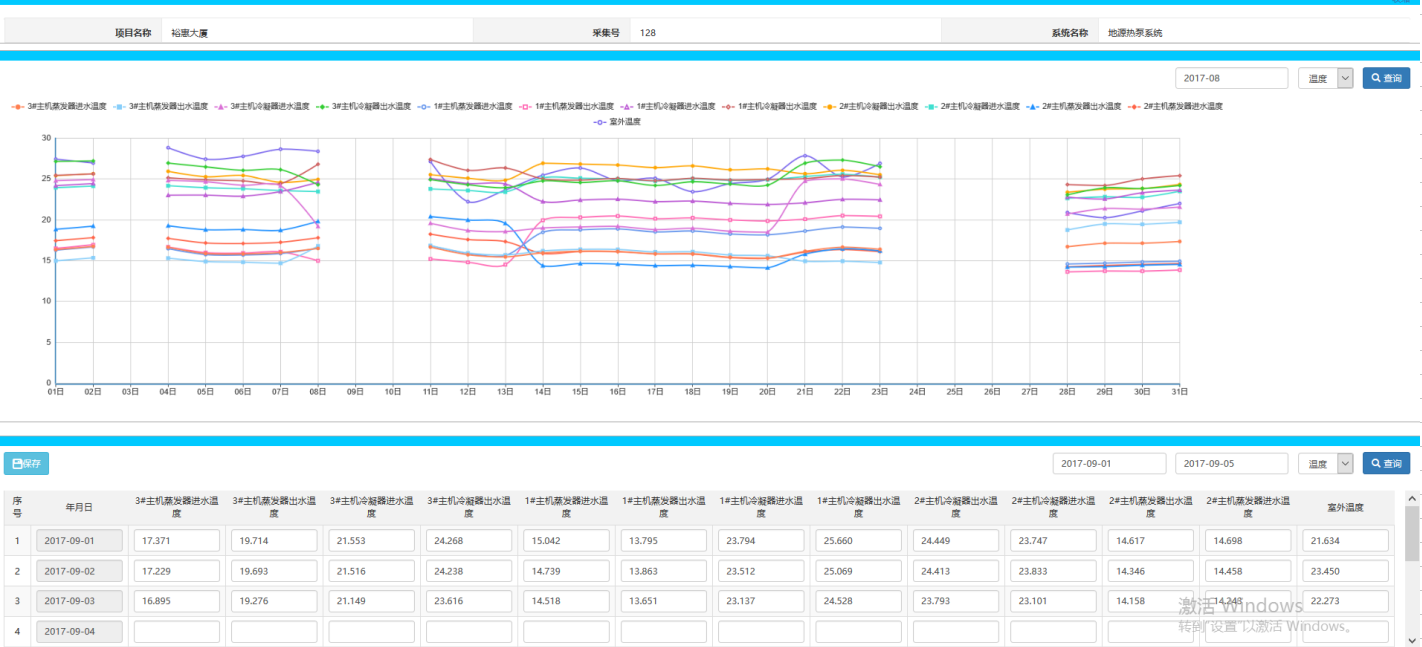 项目名称 裕惠大厦 采集号 128 系统名称 地源热泵系统
2017-08 温度 查询
3#主机蒸发器进水温度 3#主机蒸发器出水温度 3#主机冷凝器进水温度 3#主机冷凝器出水温度 1#主机蒸发器进水温度 1#主机蒸发器出水温度 1#主机冷凝器进水温度 1#主机冷凝器出水温度 2#主机冷凝器出水温度 2#主机冷凝器进水温度 2#主机蒸发器出水温度 2#主机蒸发器进水温度
室外温度
30
25
20
15
10
5
0
01日 02日 03日 04日 05日 06日 07日 08日 09日 10日 11日 12日 13日 14日 15日 16日 17日 18日 19日 20日 21日 22日 23日 24日 25日 26日 27日 28日 29日 30日 31日
保存 2017-09-01 2017-09-05 温度 查询
序号 年月日 3#主机蒸发器进水温度 3#主机蒸发器出水温度 3#主机冷凝器进水温度 3#主机冷凝器出水温度 1#主机蒸发器进水温度 1#主机蒸发器出水温度 1#主机冷凝器进水温度 1#主机冷凝器出水温度 2#主机冷凝器出水温度 2#主机冷凝器进水温度 2#主机蒸发器出水温度 2#主机蒸发器进水温度 室外温度
1 2017-09-01 17.371 19.714 21.553 24.268 15.042 13.795 23.794 25.660 24.449 23.747 14.617 14.698 21.634
2 2017-09-02 17.229 19.693 21.516 24.238 14.739 13.863 23.512 25.069 24.413 23.833 14.346 14.458 23.450
3 2017-09-03 16.895 19.276 21.149 23.616 14.518 13.651 23.137 24.528 23.793 23.101 14.158 14.243 22.273
4 2017-09-04
激活 Windows
转到"设置"以激活 Windows。